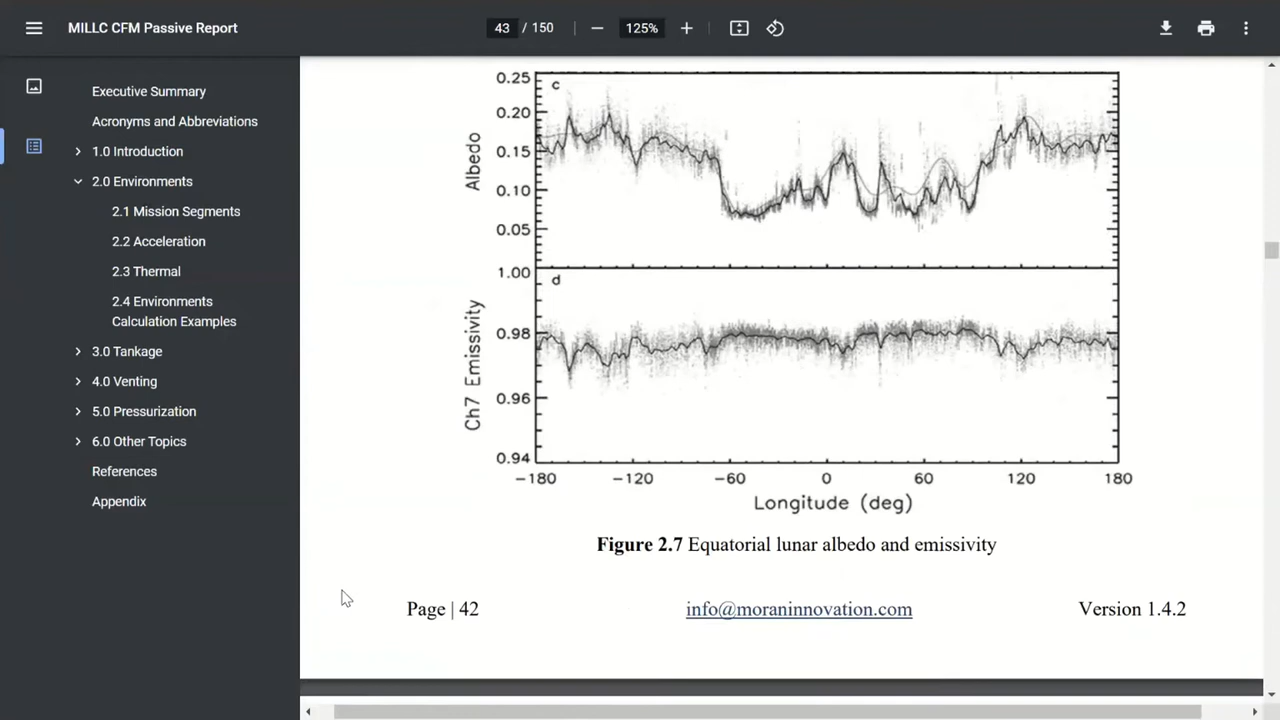 MILLC CFM Passive Report
43 / 150
125%
Executive Summary
Acronyms and Abbreviations
1.0 Introduction
2.0 Environments
2.1 Mission Segments
2.2 Acceleration
2.3 Thermal
2.4 Environments
Calculation Examples
3.0 Tankage
4.0 Venting
5.0 Pressurization
6.0 Other Topics
References
Appendix
c
Albedo
0.25
0.20
0.15
0.10
0.05
d
Ch7 Emissivity
1.00
0.98
0.96
0.94
-180 -120 -60 0 60 120 180
Longitude (deg)
Figure 2.7 Equatorial lunar albedo and emissivity
Page | 42 info@moraninnovation.com Version 1.4.2